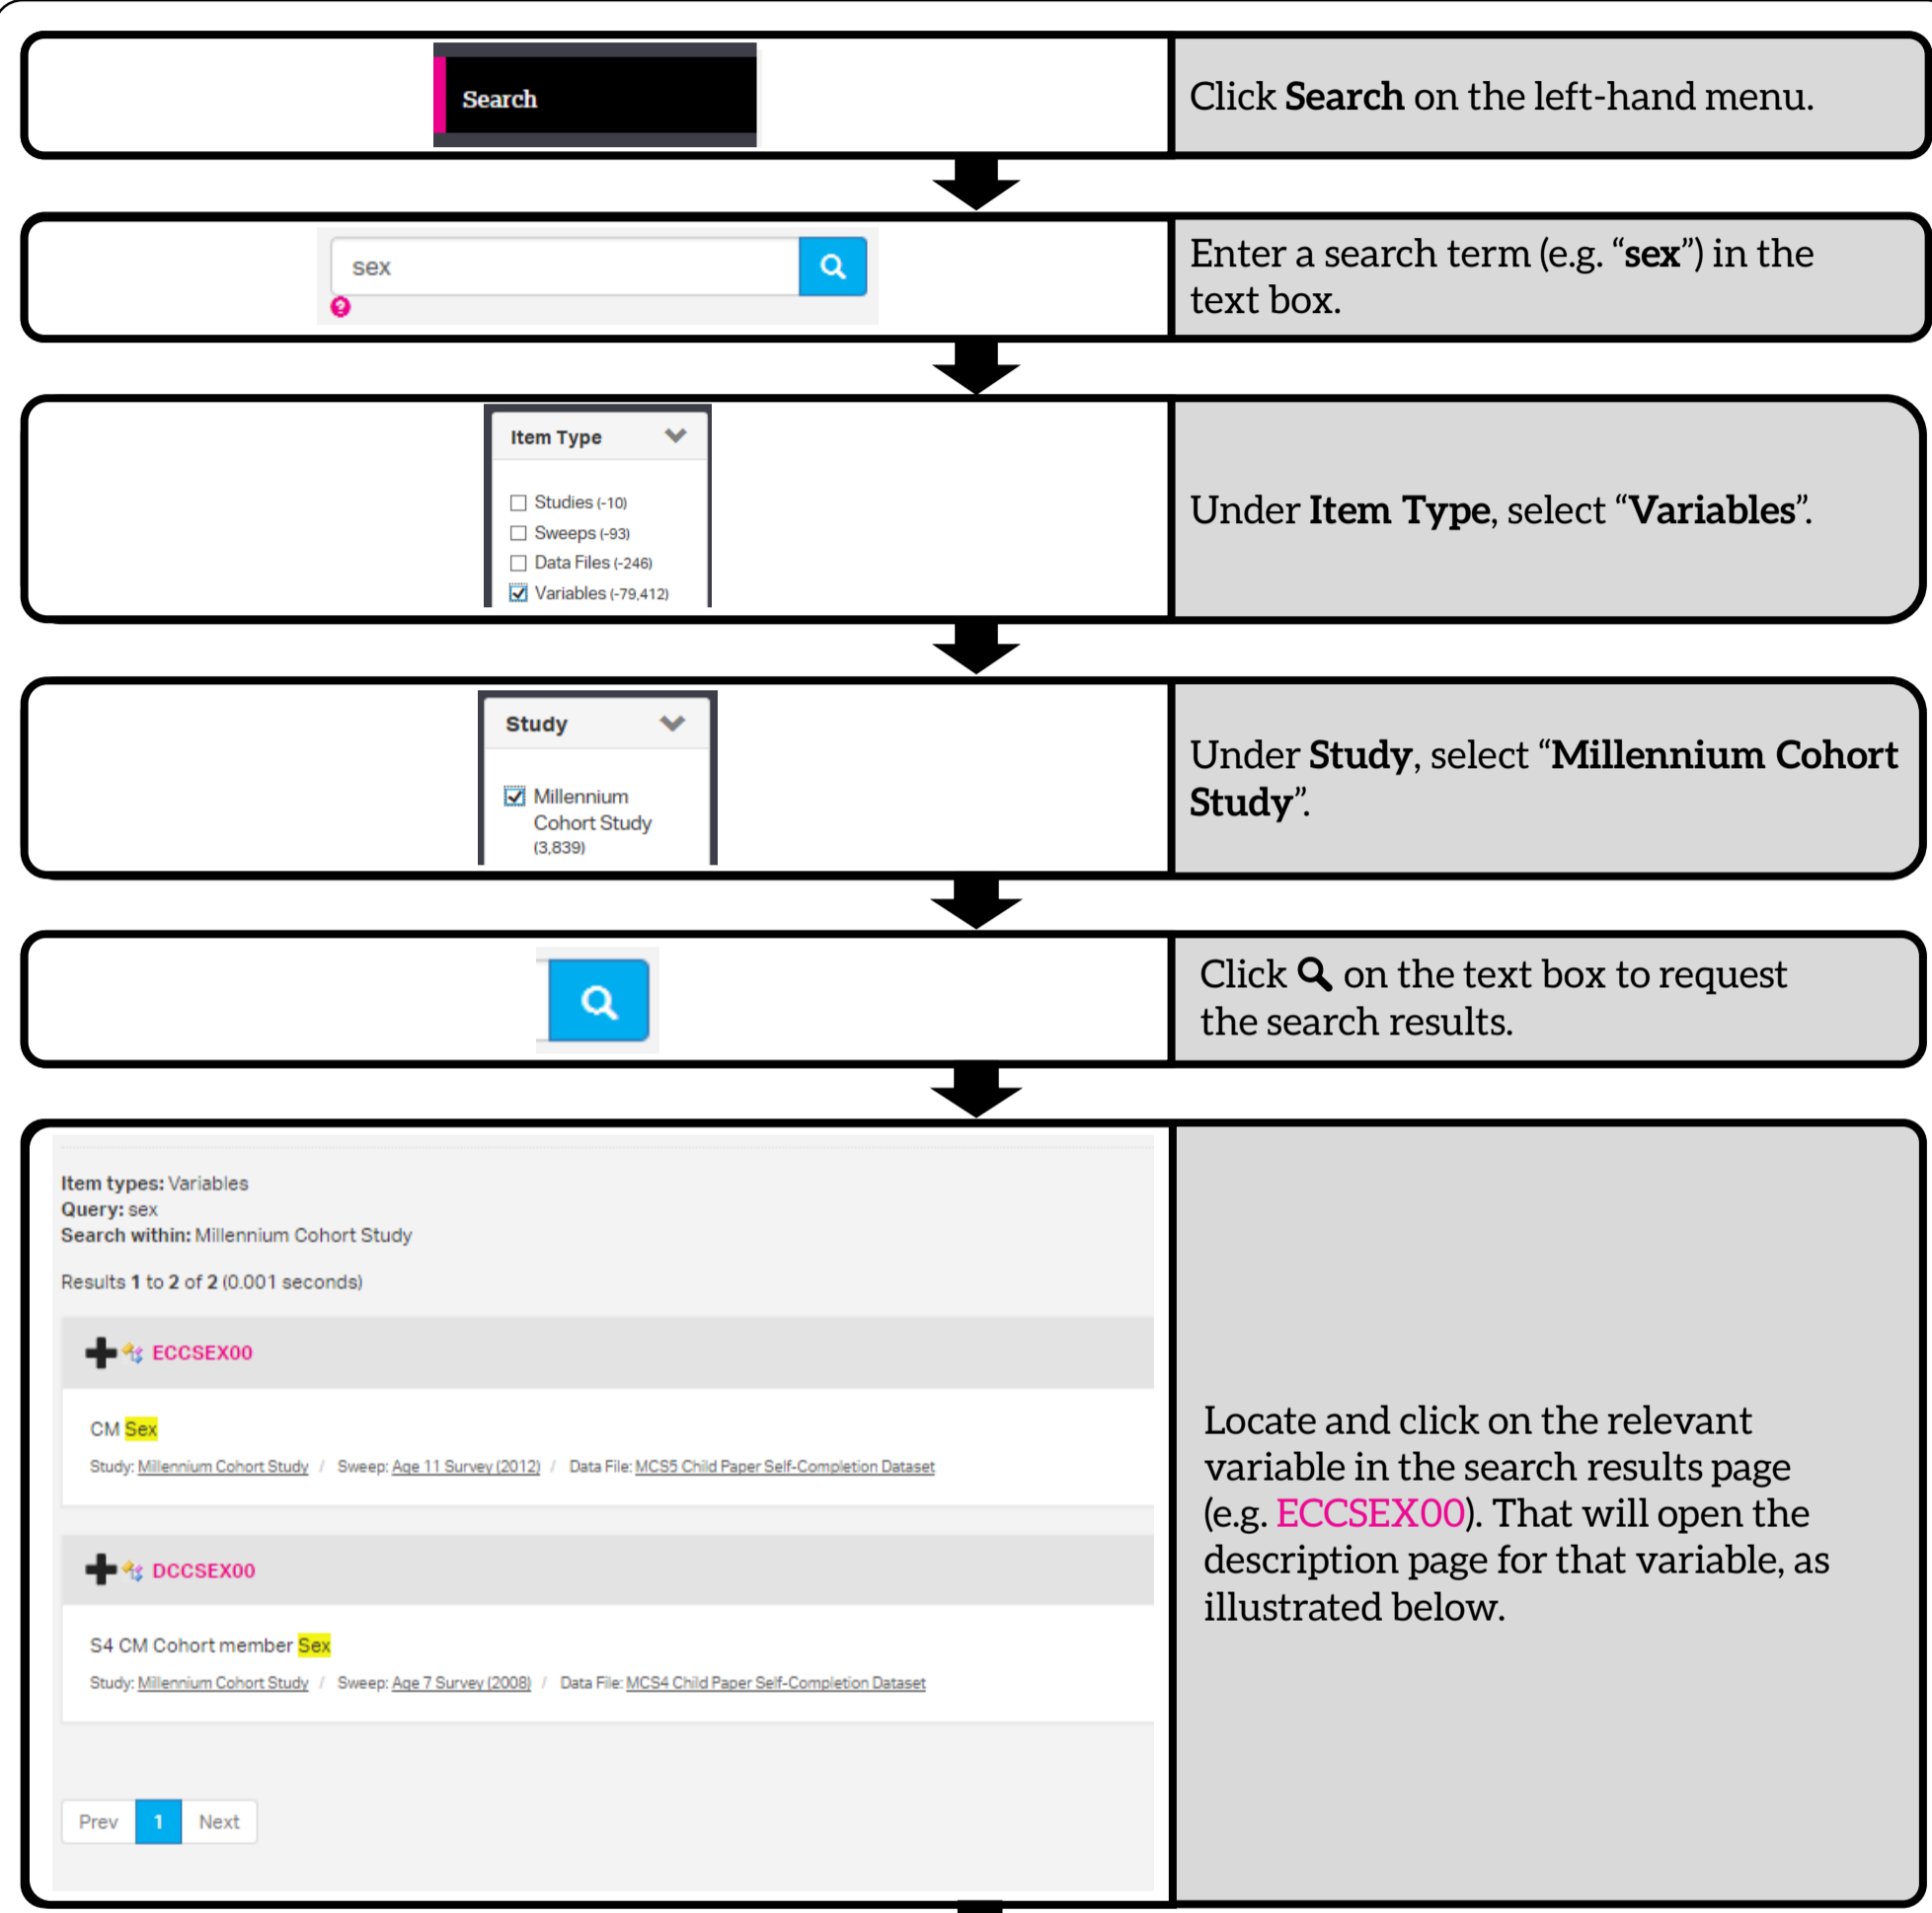 Search
Click Search on the left-hand menu.
sex
Enter a search term (e.g. “sex”) in the
text box.
Item Type
Studies (-10)
Sweeps (-93)
Data Files (-246)
Variables (-79,412)
Under Item Type, select “Variables”.
Study
Millennium
Cohort Study
(3,839)
Under Study, select “Millennium Cohort
Study”.
Click on the text box to request
the search results.
Item types: Variables
Query: sex
Search within: Millennium Cohort Study
Results 1 to 2 of 2 (0.001 seconds)
ECCSEX00
CM Sex
Study: Millennium Cohort Study / Sweep: Age 11 Survey (2012) / Data File: MCS5 Child Paper Self-Completion Dataset
DCCSEX00
S4 CM Cohort member Sex
Study: Millennium Cohort Study / Sweep: Age 7 Survey (2008) / Data File: MCS4 Child Paper Self-Completion Dataset
Prev 1 Next
Locate and click on the relevant
variable in the search results page
(e.g. ECCSEX00). That will open the
description page for that variable, as
illustrated below.